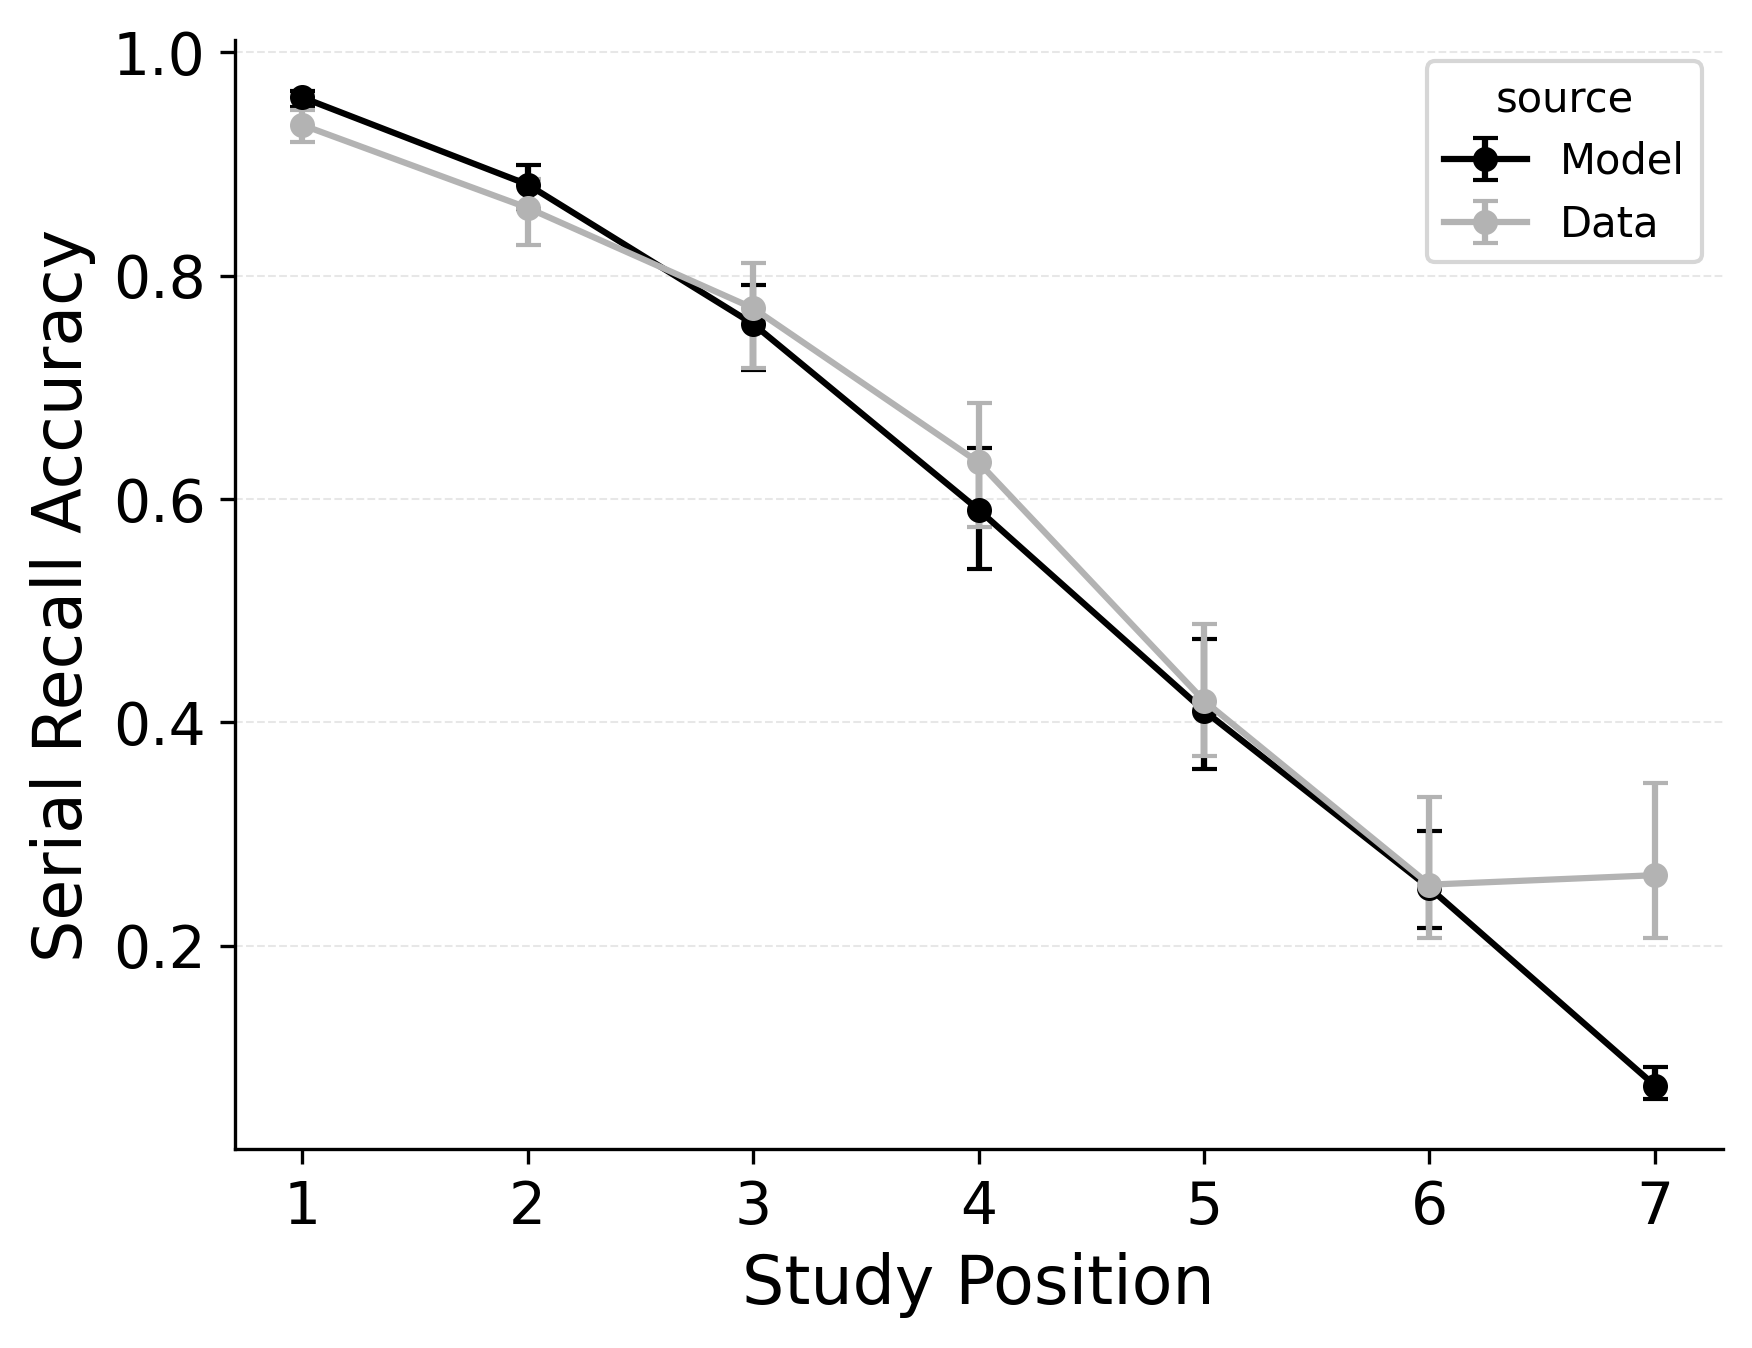 1.0
0.8
0.6
0.4
0.2
Serial Recall Accuracy
source
Model
Data
1 2 3 4 5 6 7
Study Position